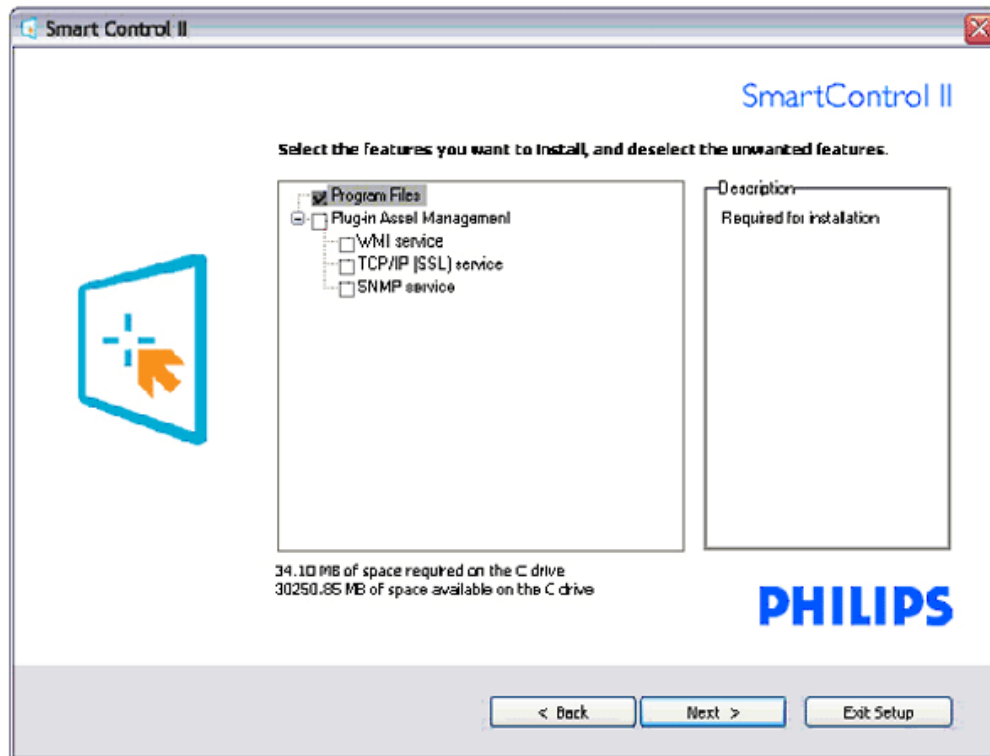 Smart Control II
SmartControl II
Select the features you want to install, and deselect the unwanted features.
Program Files
Plug-in Asset Management
WMI service
TCP/IP (SSL) service
SNMP service
Description
Required for installation
34.10 MB of space required on the C drive
30250.85 MB of space available on the C drive
PHILIPS
< Back
Next >
Exit Setup